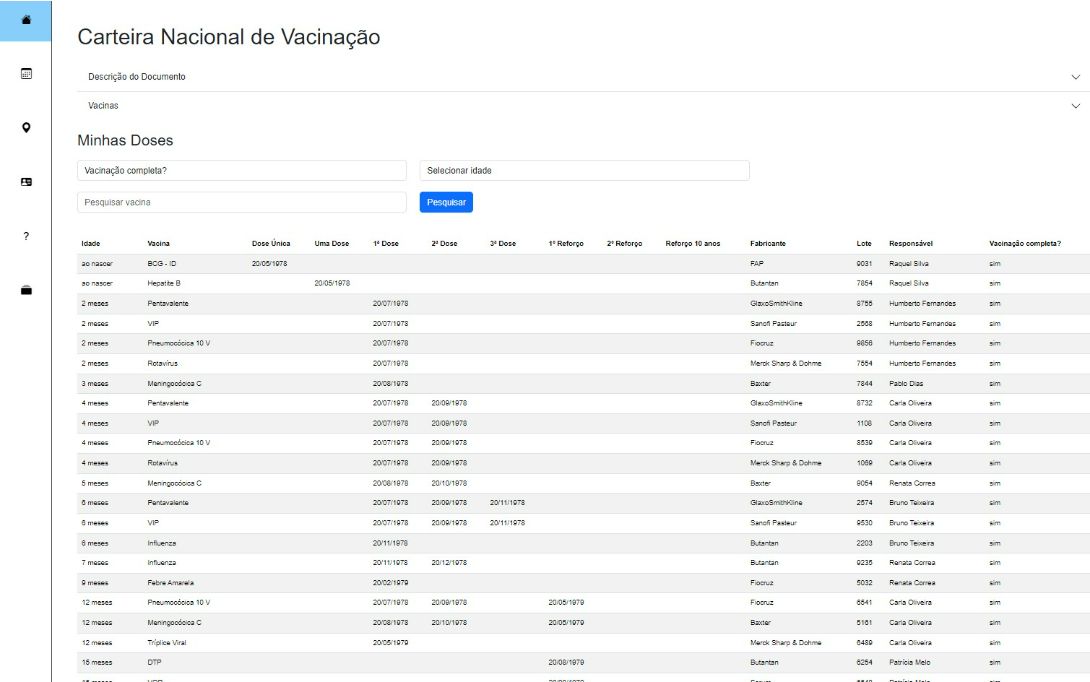 Carteira Nacional de Vacinação
Descrição do Documento
Vacinas
Minhas Doses
Vacinação completa? Selecionar idade
Pesquisar vacina Pesquisar
Idade Vacina Dose Única Uma Dose 1ª Dose 2ª Dose 3ª Dose 1º Reforço 2º Reforço Reforço 10 anos Fabricante Lote Responsável Vacinação completa?
ao nascer BCG - ID 20/05/1978 FAP 9031 Raquel Silva sim
ao nascer Hepatite B 20/05/1978 Butantan 7854 Raquel Silva sim
2 meses Pentavalente 20/07/1978 GlaxoSmithKline 8755 Humberto Fernandes sim
2 meses VIP 20/07/1978 Sanofi Pasteur 2568 Humberto Fernandes sim
2 meses Pneumocócica 10 V 20/07/1978 Fiocruz 9856 Humberto Fernandes sim
2 meses Rotavírus 20/07/1978 Merck Sharp & Dohme 7554 Humberto Fernandes sim
3 meses Meningocócica C 20/08/1978 Baxter 7844 Pablo Dias sim
4 meses Pentavalente 20/07/1978 20/09/1978 GlaxoSmithKline 8732 Carla Oliveira sim
4 meses VIP 20/07/1978 20/09/1978 Sanofi Pasteur 1108 Carla Oliveira sim
4 meses Pneumocócica 10 V 20/07/1978 20/09/1978 Fiocruz 8539 Carla Oliveira sim
4 meses Rotavírus 20/07/1978 20/09/1978 Merck Sharp & Dohme 1069 Carla Oliveira sim
5 meses Meningocócica C 20/08/1978 20/10/1978 Baxter 9054 Renata Correa sim
6 meses Pentavalente 20/07/1978 20/09/1978 20/11/1978 GlaxoSmithKline 2574 Bruno Teixeira sim
6 meses VIP 20/07/1978 20/09/1978 20/11/1978 Sanofi Pasteur 9530 Bruno Teixeira sim
6 meses Influenza 20/11/1978 Butantan 2203 Bruno Teixeira sim
7 meses Influenza 20/11/1978 20/12/1978 Butantan 9235 Renata Correa sim
9 meses Febre Amarela 20/02/1979 Fiocruz 5032 Renata Correa sim
12 meses Pneumocócica 10 V 20/07/1978 20/09/1978 20/05/1979 Fiocruz 6541 Carla Oliveira sim
12 meses Meningocócica C 20/08/1978 20/10/1978 20/05/1979 Baxter 5161 Carla Oliveira sim
12 meses Tríplice Viral 20/05/1979 Merck Sharp & Dohme 6489 Carla Oliveira sim
15 meses DTP 20/08/1979 Butantan 6254 Patrícia Melo sim